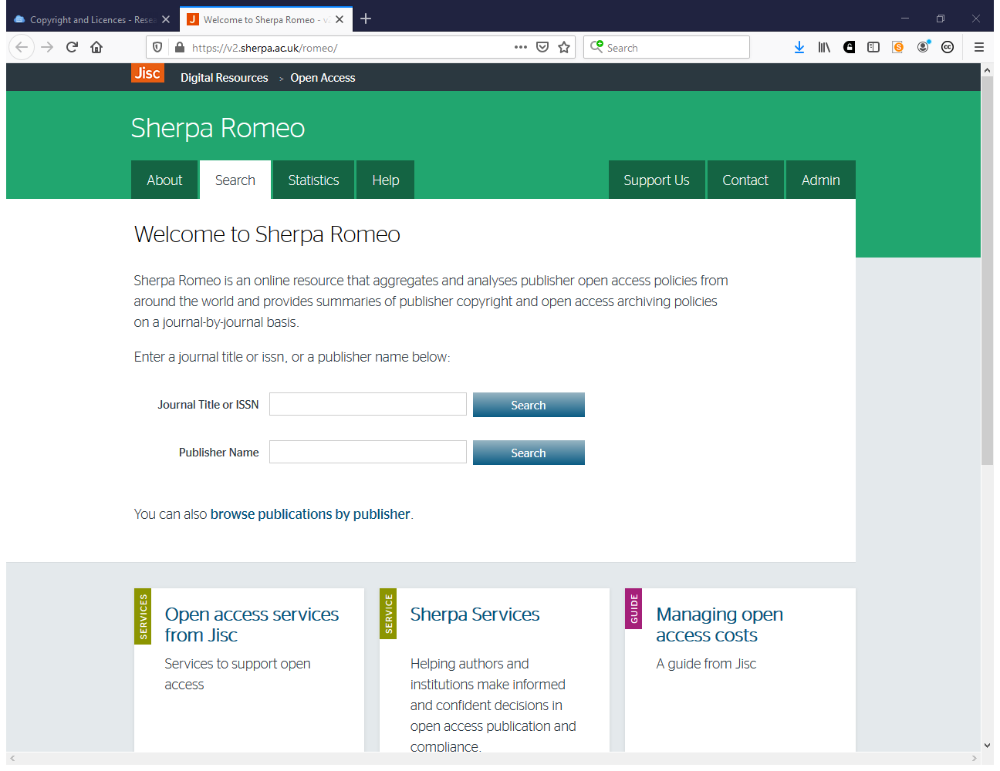 Copyright and Licences - Rese
Welcome to Sherpa Romeo - v
https://v2.sherpa.ac.uk/romeo/
Search
Jisc
Digital Resources > Open Access
Sherpa Romeo
About
Search
Statistics
Help
Support Us
Contact
Admin
Welcome to Sherpa Romeo
Sherpa Romeo is an online resource that aggregates and analyses publisher open access policies from
around the world and provides summaries of publisher copyright and open access archiving policies
on a journal-by-journal basis.
Enter a journal title or issn, or a publisher name below:
Journal Title or ISSN
Search
Publisher Name
Search
You can also browse publications by publisher.
SERVICES
Open access services
from Jisc
Services to support open
access
SERVICE
Sherpa Services
Helping authors and
institutions make informed
and confident decisions in
open access publication and
compliance.
GUIDE
Managing open
access costs
A guide from Jisc